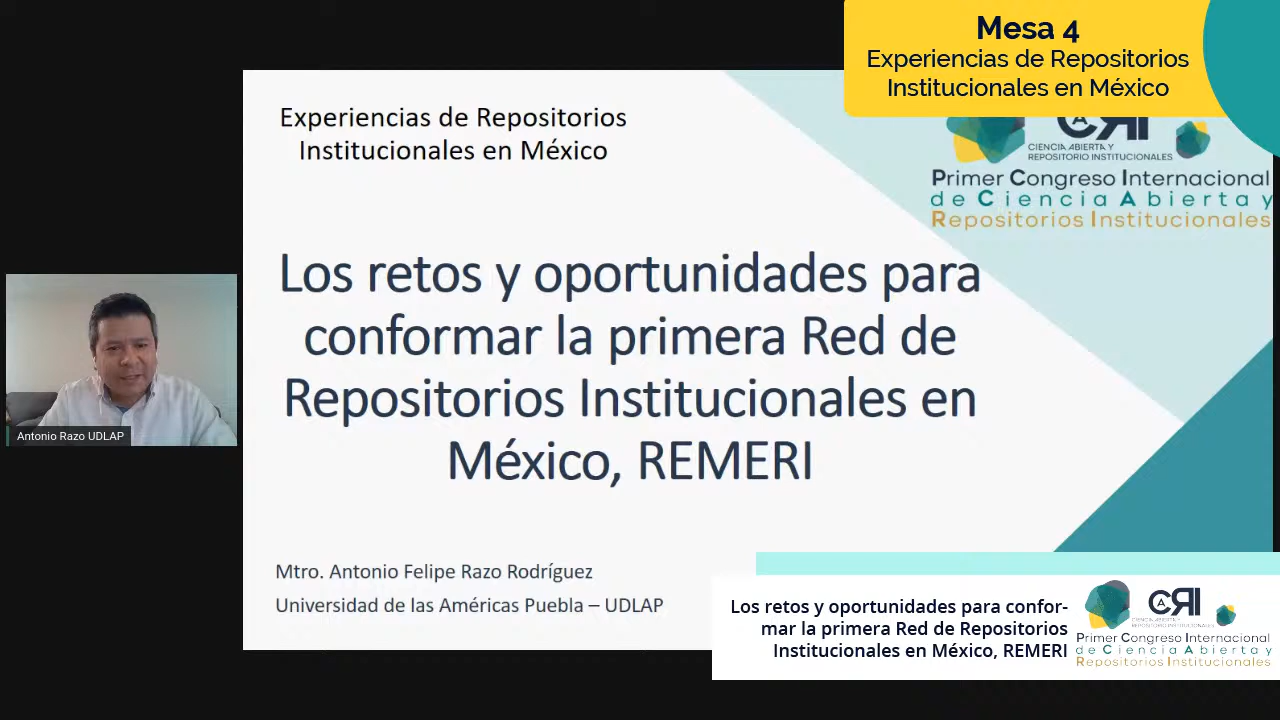 Mesa 4
Experiencias de Repositorios
Institucionales en México
Experiencias de Repositorios
Institucionales en México
CIENCIA ABIERTA Y
REPOSITORIO INSTITUCIONALES
Primer Congreso Internacional
de Ciencia Abierta y
Repositorios Institucionales
Los retos y oportunidades para
conformar la primera Red de
Repositorios Institucionales en
México, REMERI
Antonio Razo UDLAP
Mtro. Antonio Felipe Razo Rodríguez
Universidad de las Américas Puebla – UDLAP
Los retos y oportunidades para confor-
mar la primera Red de Repositorios
Institucionales en México, REMERI
CIENCIA ABIERTA Y
REPOSITORIO INSTITUCIONALES
Primer Congreso Internacional
de Ciencia Abierta y
Repositorios Institucionales